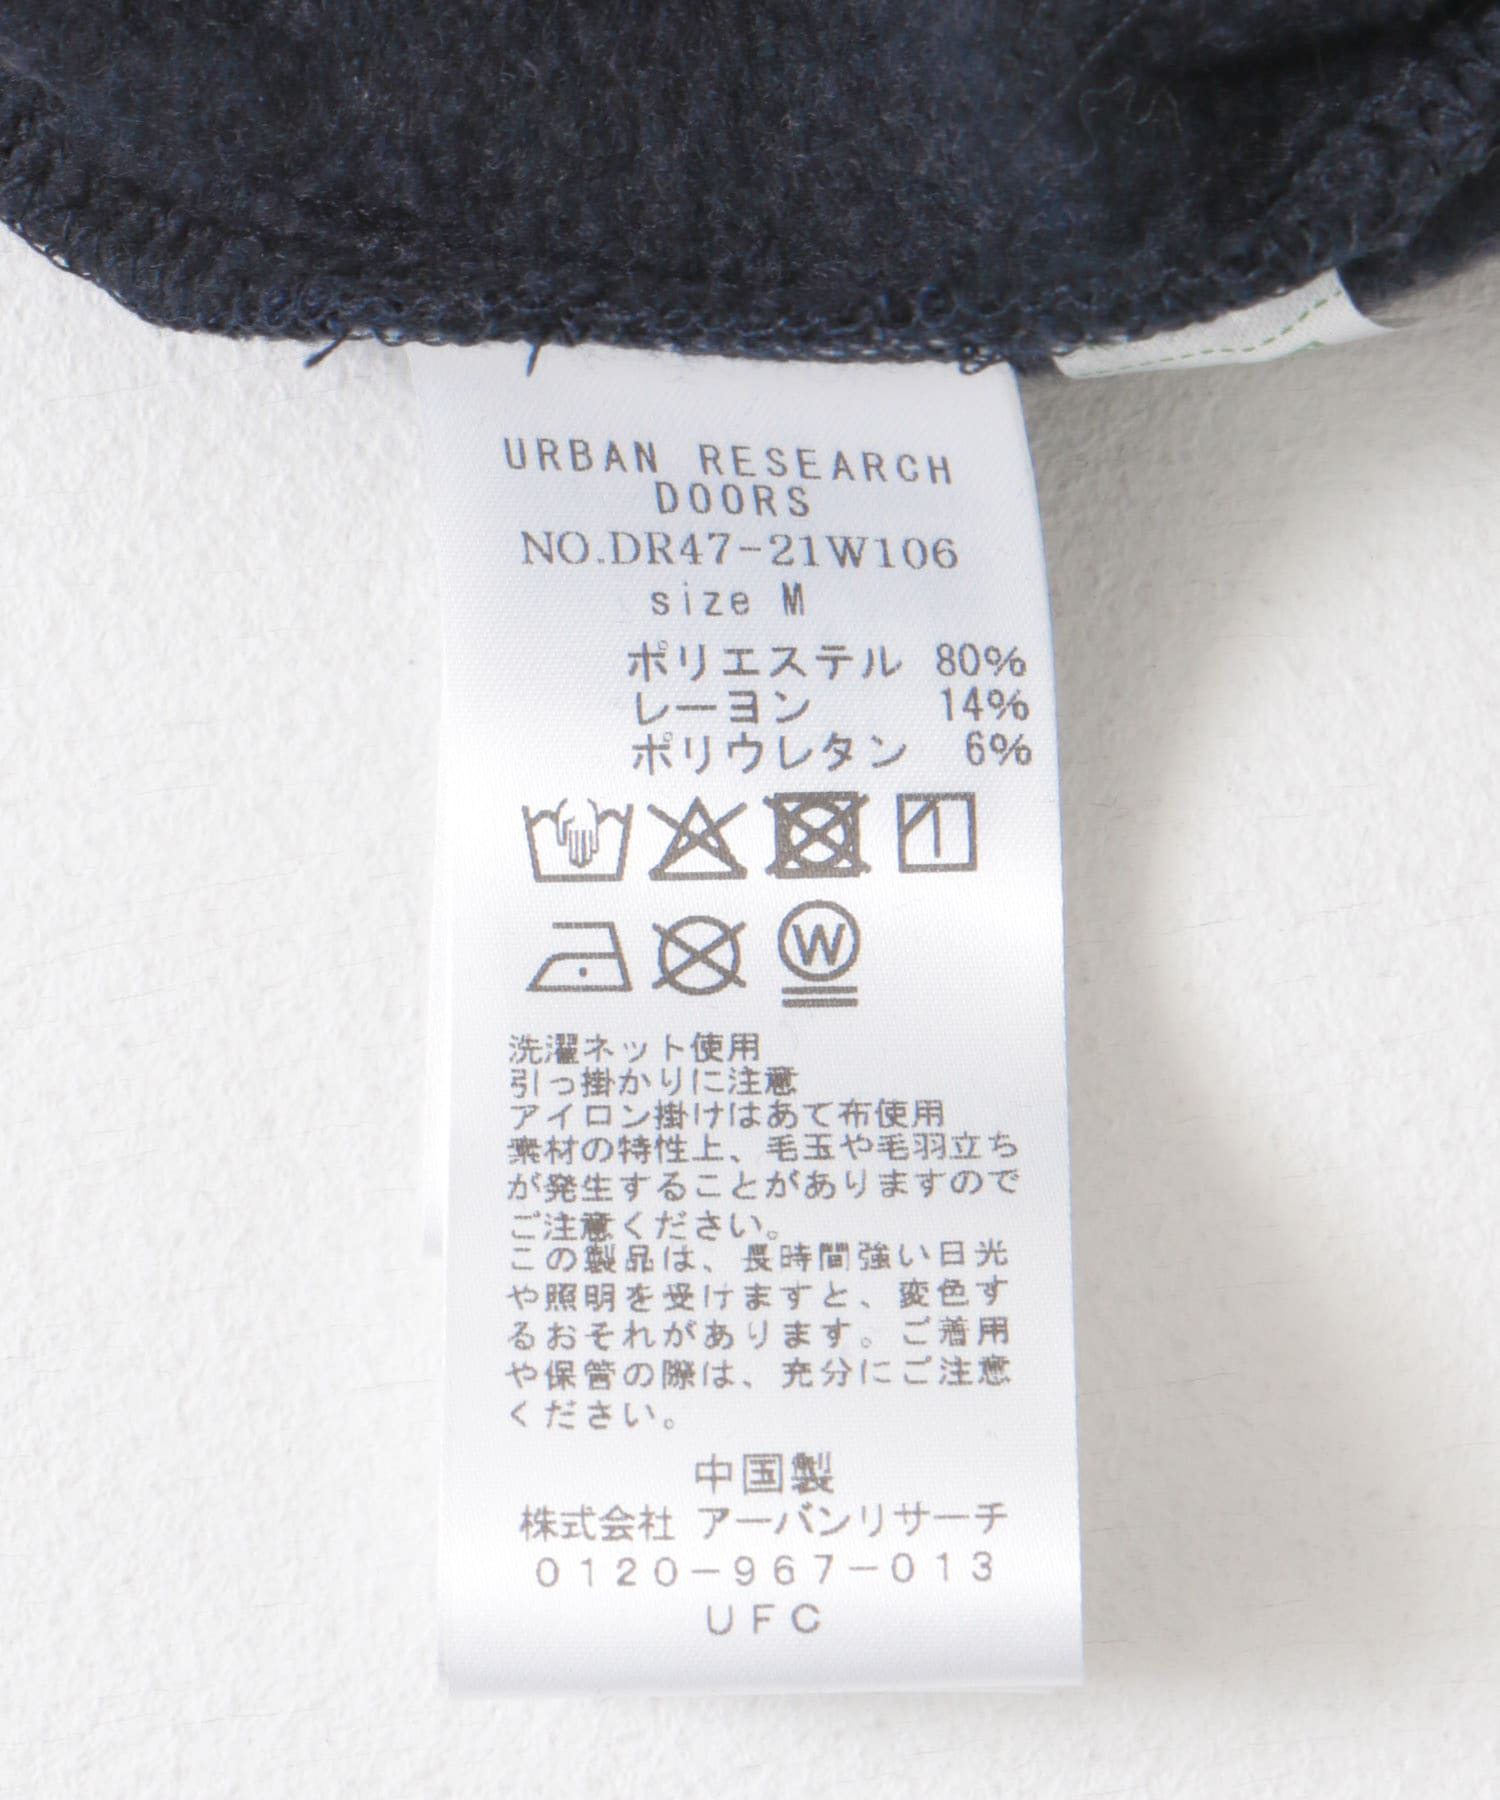 URBAN RESEARCH
DOORS
NO.DR47-21W106
size M
ポリエステル 80%
レーヨン 14%
ポリウレタン 6%
W
洗濯ネット使用
引っ掛かりに注意
アイロン掛けはあて布使用
素材の特性上、毛玉や毛羽立ち
が発生することがありますので
ご注意ください。
この製品は、長時間強い日光
や照明を受けますと、変色す
るおそれがあります。ご着用
や保管の際は、充分にご注意
ください。
中国製
株式会社 アーバンリサーチ
0120-967-013
UFC